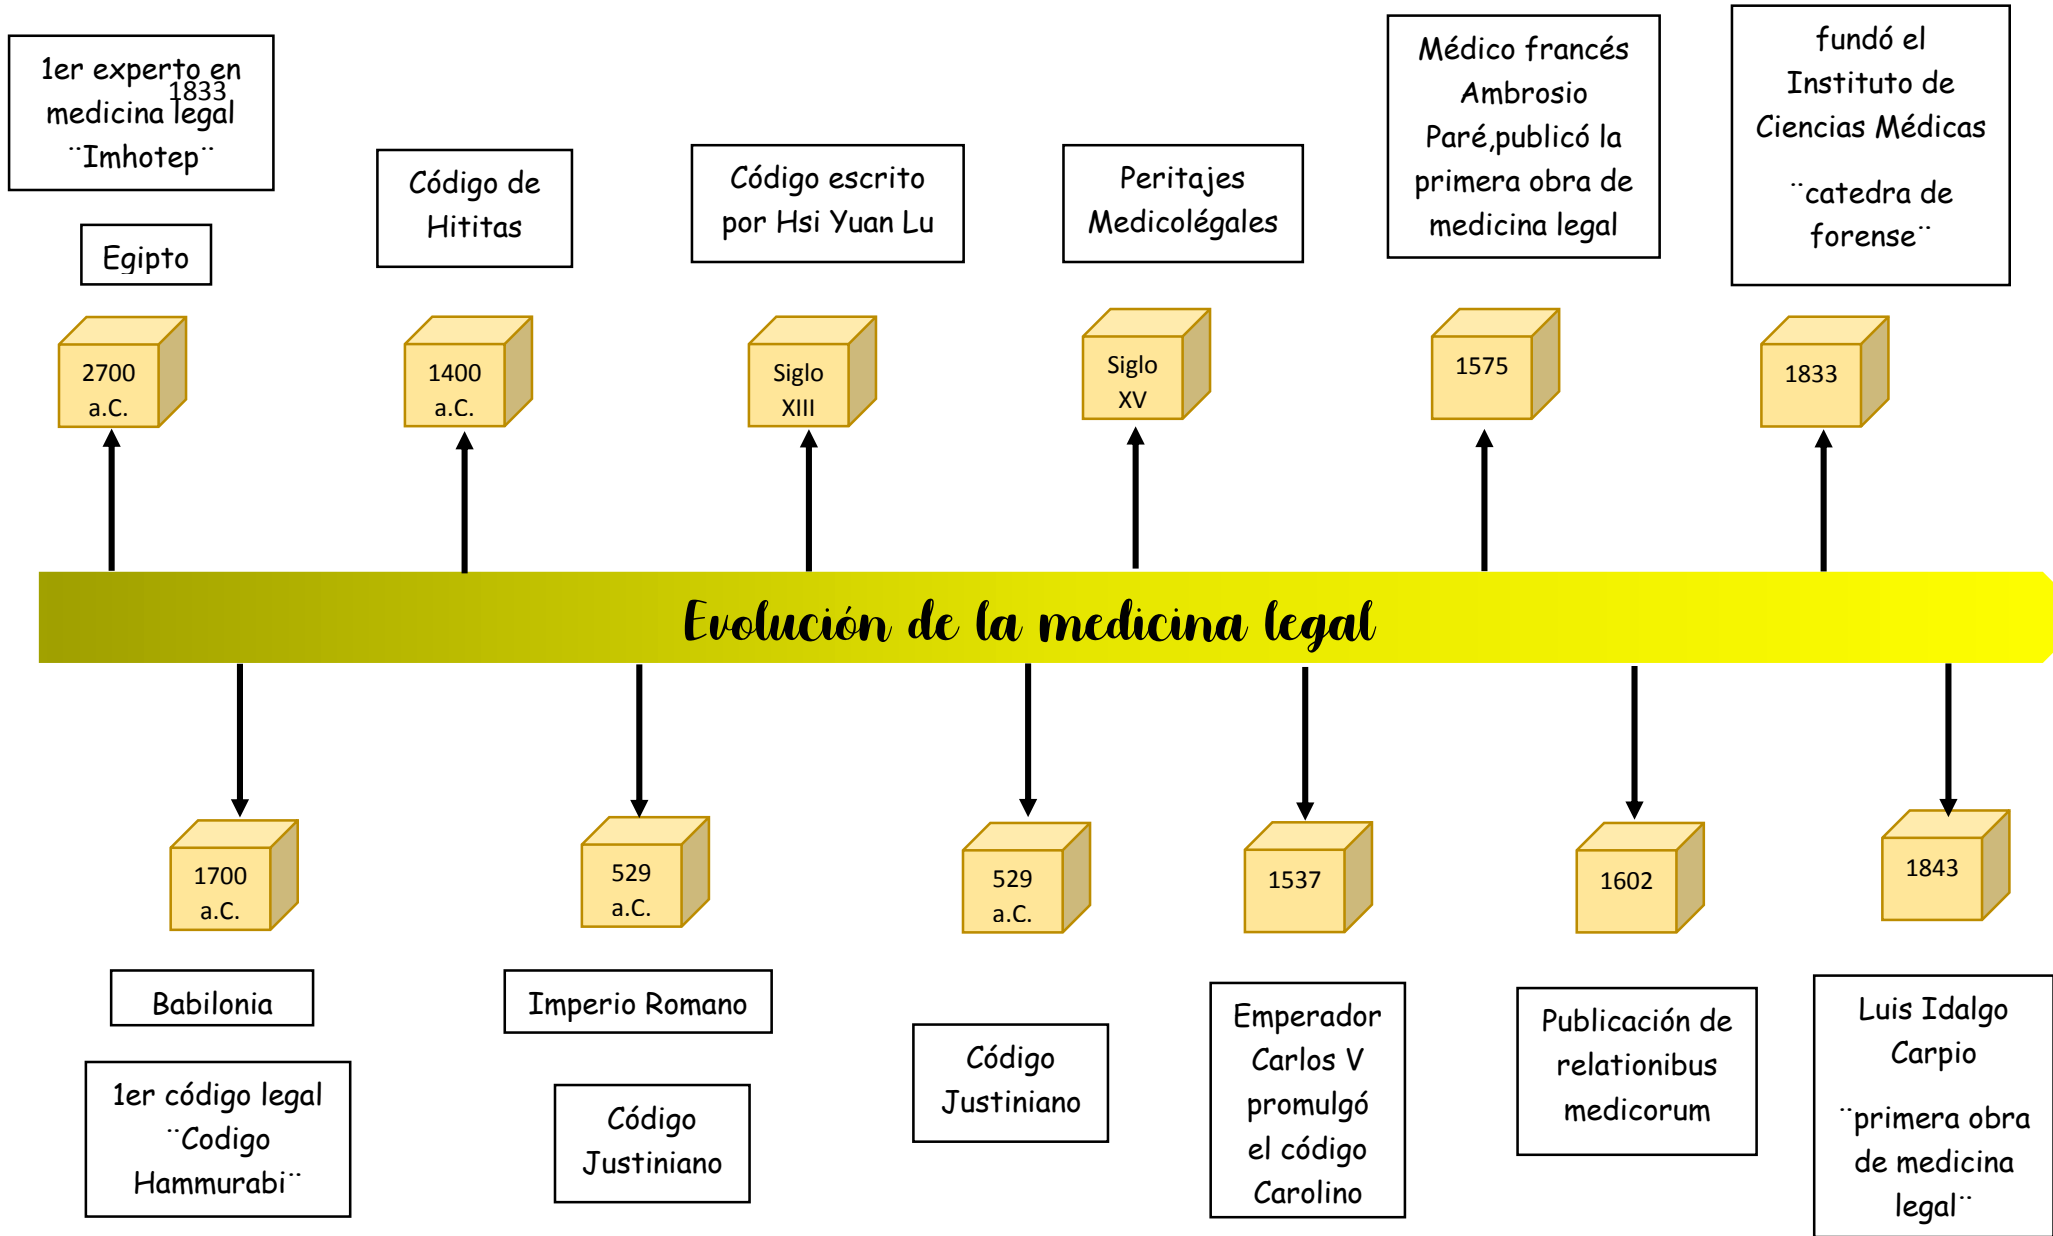 1er experto en
medicina legal
¨Imhotep¨
1833
Egipto
2700
a.C.
Código de
Hititas
1400
a.C.
Código escrito
por Hsi Yuan Lu
Siglo
XIII
Peritajes
Medicolégales
Siglo
XV
Médico francés
Ambrosio
Paré,publicó la
primera obra de
medicina legal
1575
fundó el
Instituto de
Ciencias Médicas
¨catedra de
forense¨
1833
Evolución de la medicina legal
1700
a.C.
Babilonia
1er código legal
¨Codigo
Hammurabi¨
529
a.C.
Imperio Romano
Código
Justiniano
529
a.C.
Código
Justiniano
1537
Emperador
Carlos V
promulgó
el código
Carolino
1602
Publicación de
relationibus
medicorum
1843
Luis Idalgo
Carpio
¨primera obra
de medicina
legal¨